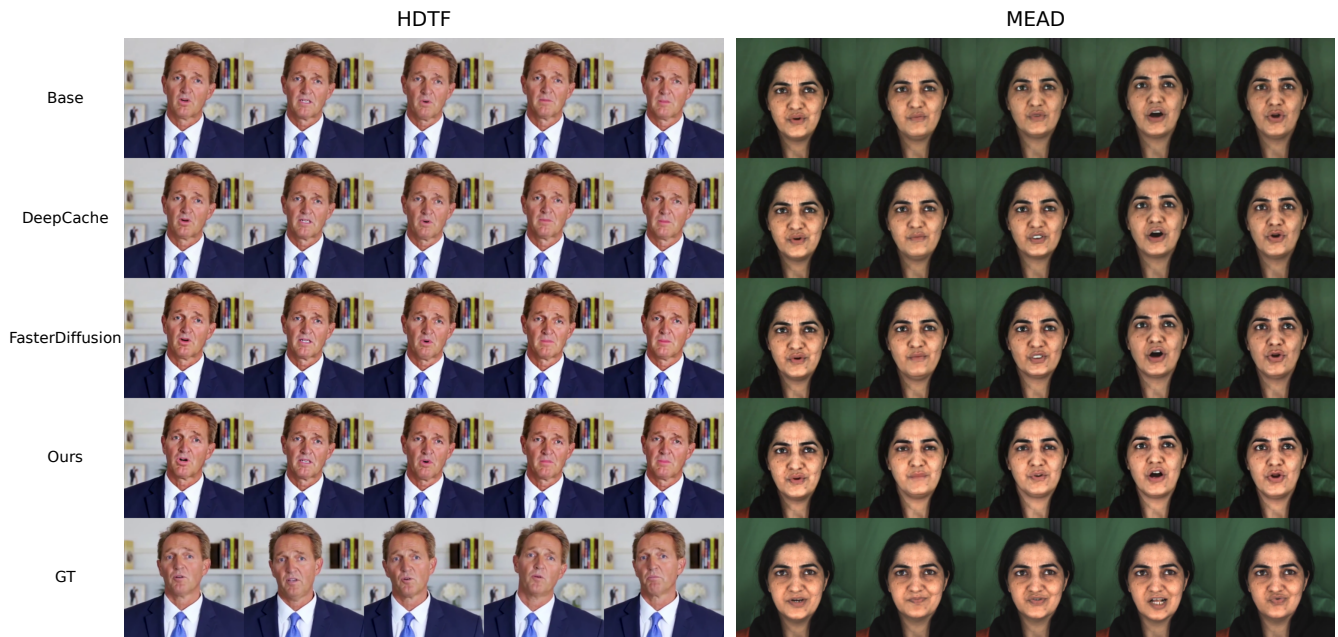 HDTF
MEAD
Base
DeepCache
FasterDiffusion
Ours
GT